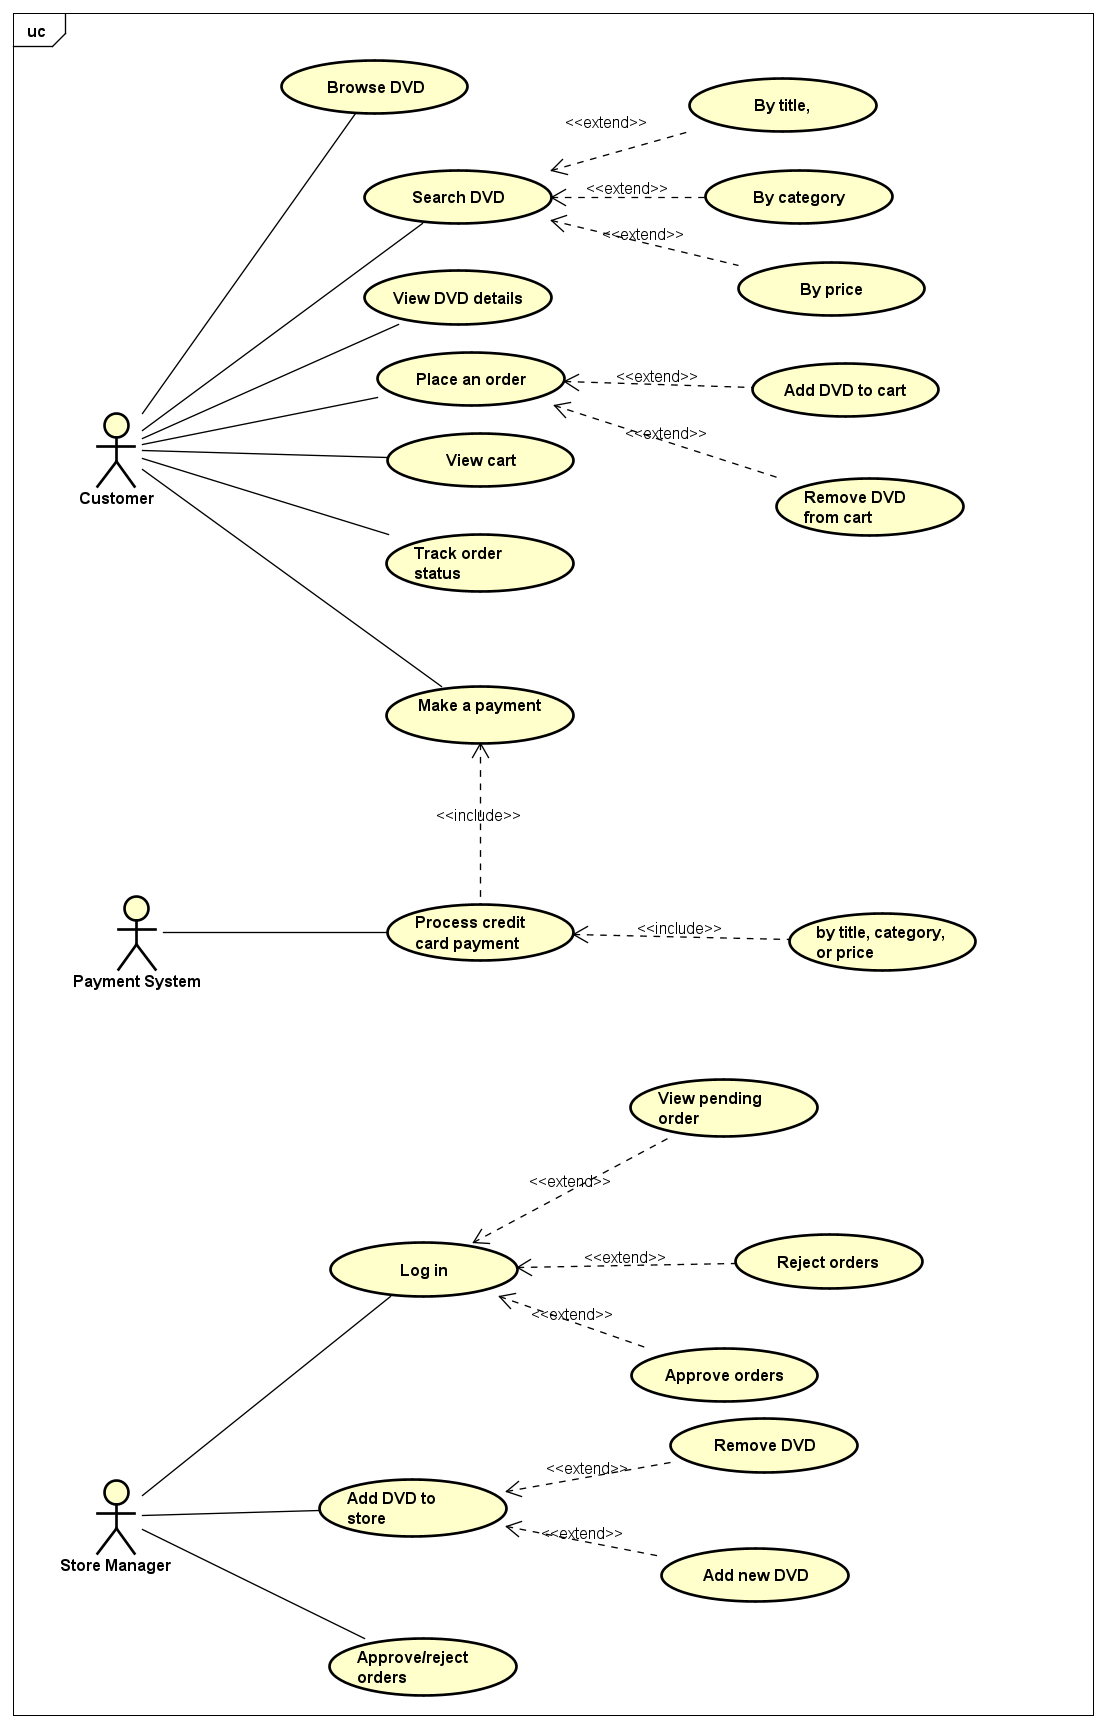 uc
Browse DVD
By title,
<<extend>>
Search DVD
<<extend>>
By category
<<extend>>
By price
View DVD details
Place an order
<<extend>>
Add DVD to cart
<<extend>>
View cart
Remove DVD
from cart
Customer
Track order
status
Make a payment
<<include>>
Process credit
card payment
<<include>>
by title, category,
or price
Payment System
View pending
order
<<extend>>
Log in
<<extend>>
Reject orders
<<extend>>
Approve orders
Remove DVD
<<extend>>
Add DVD to
store
<<extend>>
Add new DVD
Store Manager
Approve/reject
orders